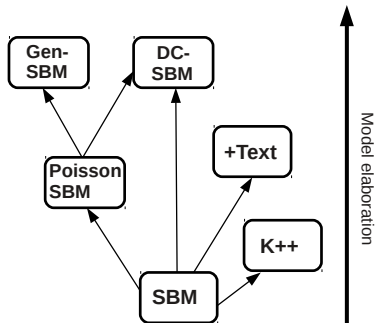 Gen-
SBM
DC-
SBM
+Text
Poisson
SBM
K++
SBM
Model elaboration